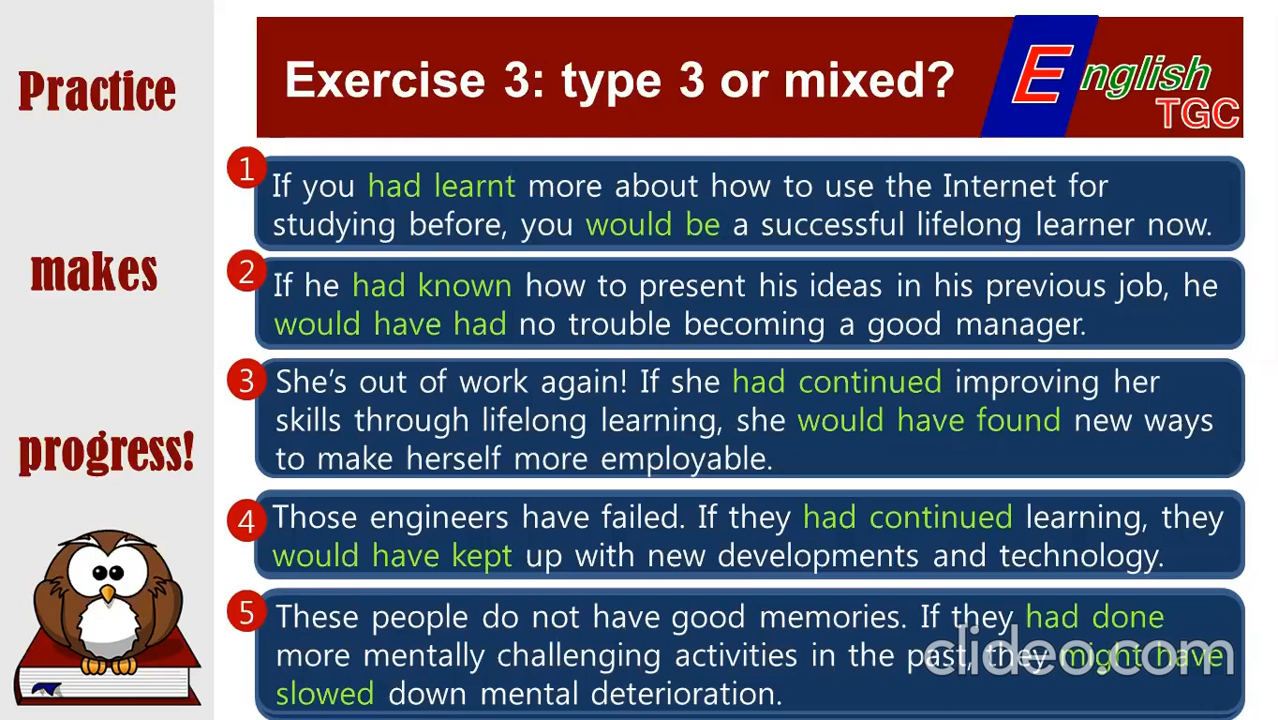 Practice
makes
progress!
Exercise 3: type 3 or mixed?
English
TGC
1
If you had learnt more about how to use the Internet for
studying before, you would be a successful lifelong learner now.
2
If he had known how to present his ideas in his previous job, he
would have had no trouble becoming a good manager.
3
She's out of work again! If she had continued improving her
skills through lifelong learning, she would have found new ways
to make herself more employable.
4
Those engineers have failed. If they had continued learning, they
would have kept up with new developments and technology.
5
These people do not have good memories. If they had done
more mentally challenging activities in the past, they might have
slowed down mental deterioration.
clideo.com